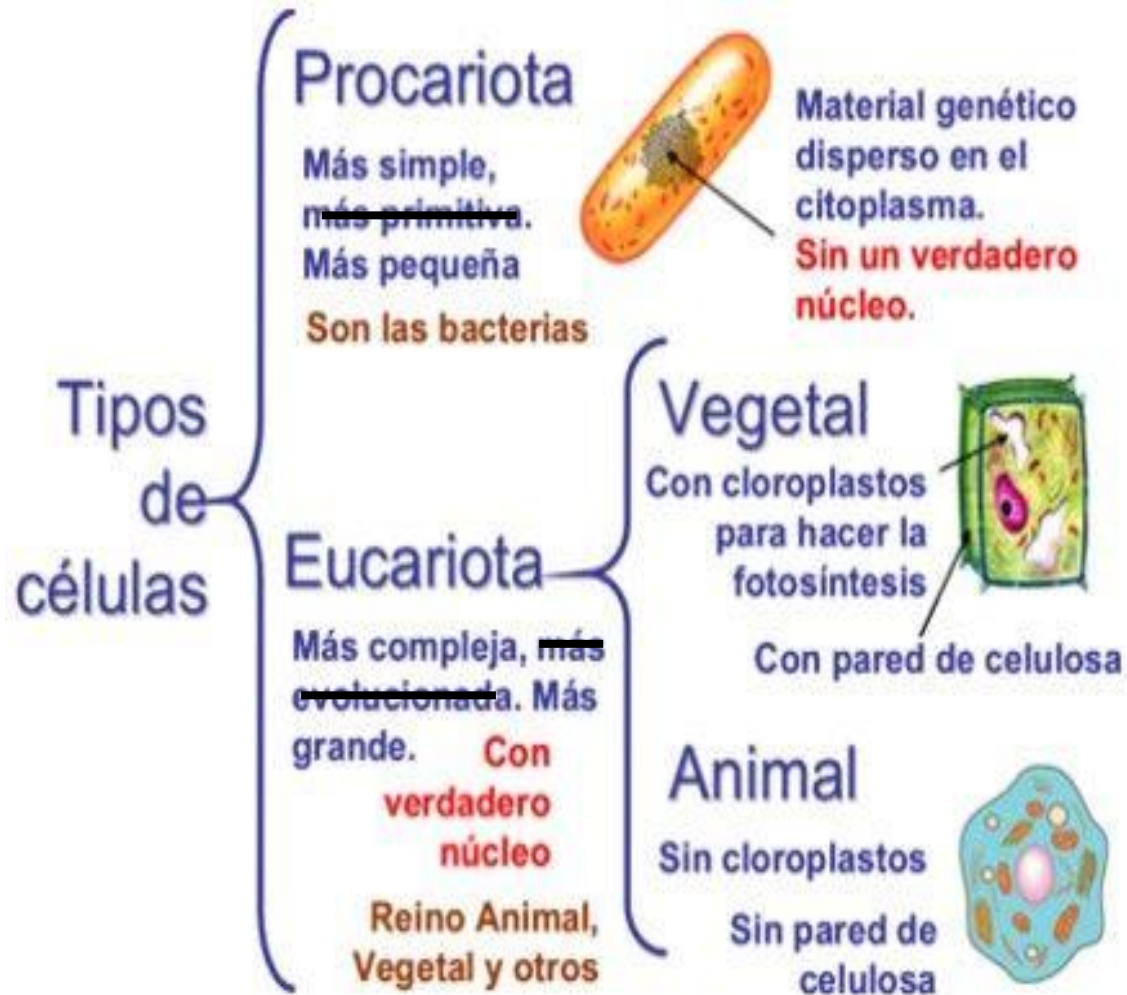 Tipos
de
células
Procariota
Más simple,
más primitiva.
Más pequeña
Son las bacterias
Material genético
disperso en el
citoplasma.
Sin un verdadero
núcleo.
Eucariota
Más compleja, más
evolucionada. Más
grande.
Con
verdadero
núcleo
Reino Animal,
Vegetal y otros
Vegetal
Con cloroplastos
para hacer la
fotosíntesis
Con pared de celulosa
Animal
Sin cloroplastos
Sin pared de
celulosa